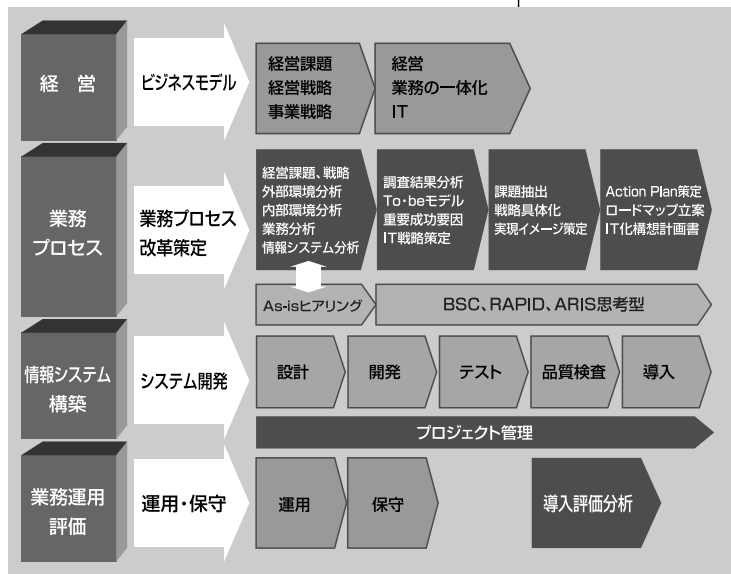 経 営
ビジネスモデル
経営課題
経営戦略
事業戦略
経営
業務の一体化
IT
業務
プロセス
業務プロセス
改革策定
経営課題、戦略
外部環境分析
内部環境分析
業務分析
情報システム分析
調査結果分析
To・beモデル
重要成功要因
IT戦略策定
課題抽出
戦略具体化
実現イメージ策定
Action Plan策定
ロードマップ立案
IT化構想計画書
As-isヒアリング
BSC、RAPID、ARIS思考型
情報システム
構築
システム開発
設計
開発
テスト
品質検査
導入
プロジェクト管理
業務運用
評価
運用・保守
運用
保守
導入評価分析